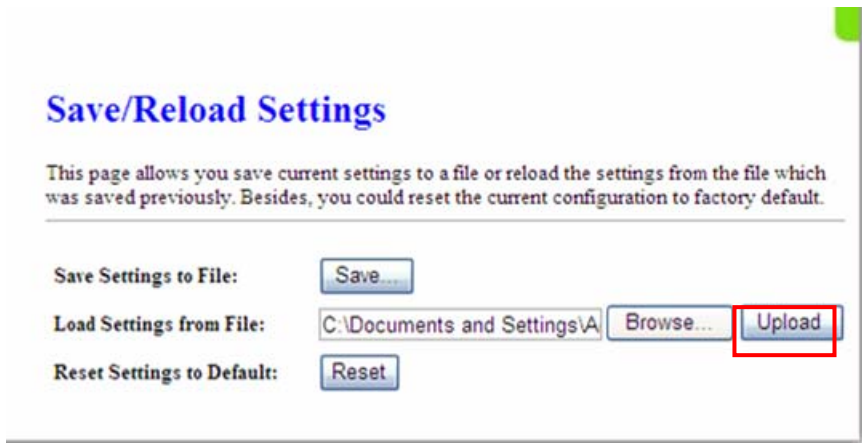 Save/Reload Settings
This page allows you save current settings to a file or reload the settings from the file which
was saved previously. Besides, you could reset the current configuration to factory default.
Save Settings to File: Save...
Load Settings from File: C:\Documents and Settings\A Browse... Upload
Reset Settings to Default: Reset